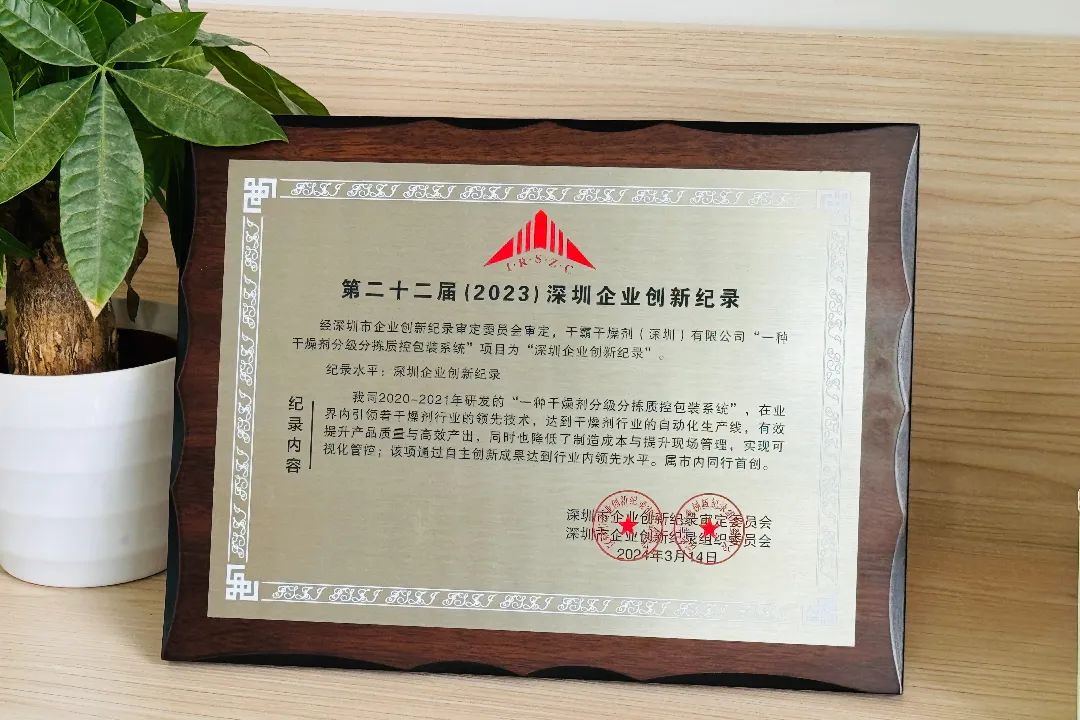 I·R·S·Z·C
第二十二届(2023)深圳企业创新纪录
经深圳市企业创新纪录审定委员会审定，干霸干燥剂（深圳）有限公司“一种
干燥剂分级分拣质控包装系统”项目为“深圳企业创新纪录”。
纪录水平：深圳企业创新纪录
纪录内容
我司2020-2021年研发的“一种干燥剂分级分拣质控包装系统”，在业
界内引领着干燥剂行业的领先技术，达到干燥剂行业的自动化生产线，有效
提升产品质量与高效产出，同时也降低了制造成本与提升现场管理，实现可
视化管控；该项通过自主创新成果达到行业内领先水平。属市内同行首创。
深圳市企业创新纪录审定委员会
深圳市企业创新纪录组织委员会
2024年3月14日